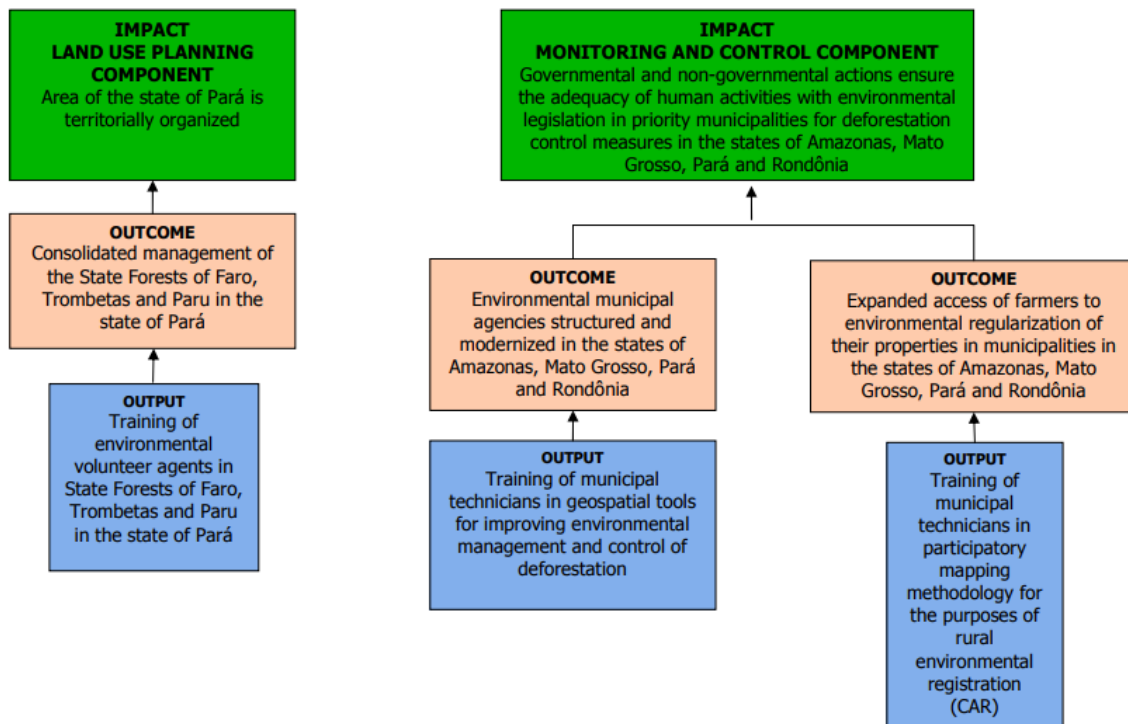 IMPACT
LAND USE PLANNING
COMPONENT
Area of the state of Pará is
territorially organized
OUTCOME
Consolidated management of
the State Forests of Faro,
Trombetas and Paru in the
state of Pará
OUTPUT
Training of
environmental
volunteer agents in
State Forests of Faro,
Trombetas and Paru
in the state of Pará
IMPACT
MONITORING AND CONTROL COMPONENT
Governmental and non-governmental actions ensure
the adequacy of human activities with environmental
legislation in priority municipalities for deforestation
control measures in the states of Amazonas, Mato
Grosso, Pará and Rondônia
OUTCOME
Environmental municipal
agencies structured and
modernized in the states of
Amazonas, Mato Grosso, Pará
and Rondônia
OUTPUT
Training of municipal
technicians in geospatial tools
for improving environmental
management and control of
deforestation
OUTCOME
Expanded access of farmers to
environmental regularization of
their properties in municipalities in
the states of Amazonas, Mato
Grosso, Pará and Rondônia
OUTPUT
Training of
municipal
technicians in
participatory
mapping
methodology for
the purposes of
rural
environmental
registration
(CAR)